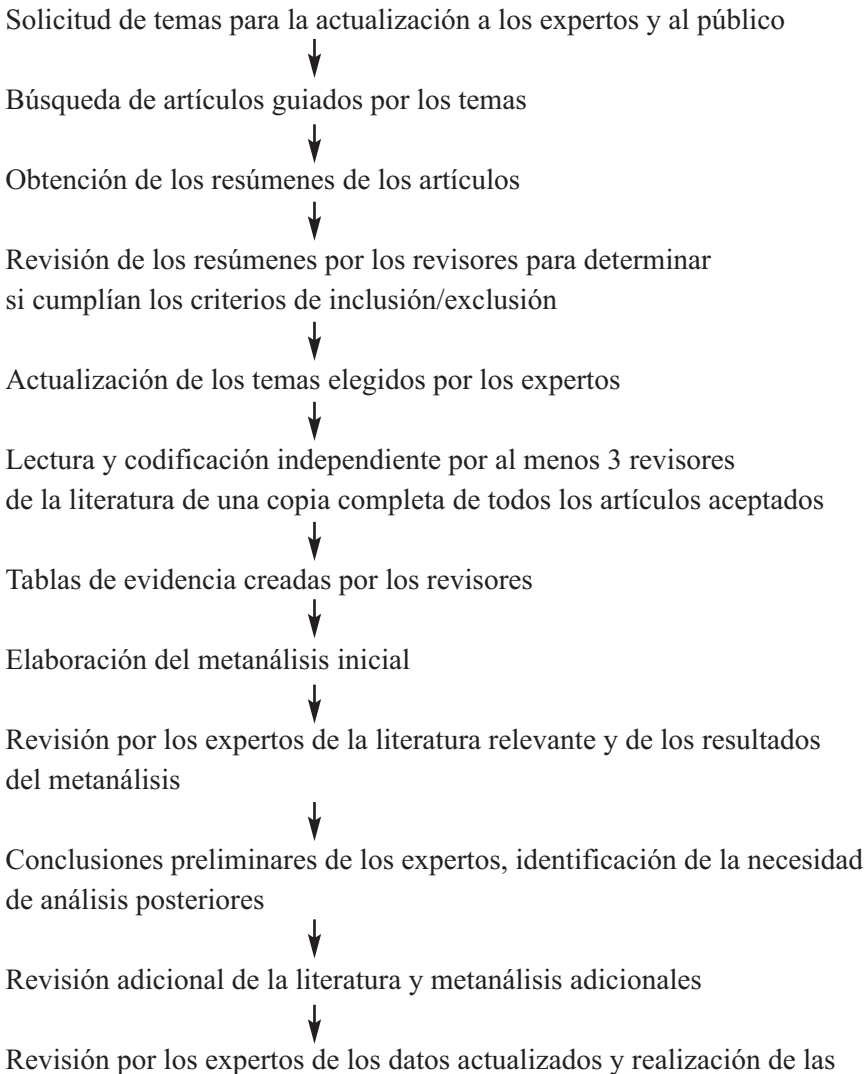 Solicitud de temas para la actualización a los expertos y al público
Búsqueda de artículos guiados por los temas
Obtención de los resúmenes de los artículos
Revisión de los resúmenes por los revisores para determinar
si cumplían los criterios de inclusión/exclusión
Actualización de los temas elegidos por los expertos
Lectura y codificación independiente por al menos 3 revisores
de la literatura de una copia completa de todos los artículos aceptados
Tablas de evidencia creadas por los revisores
Elaboración del metanálisis inicial
Revisión por los expertos de la literatura relevante y de los resultados
del metanálisis
Conclusiones preliminares de los expertos, identificación de la necesidad
de análisis posteriores
Revisión adicional de la literatura y metanálisis adicionales
Revisión por los expertos de los datos actualizados y realización de las